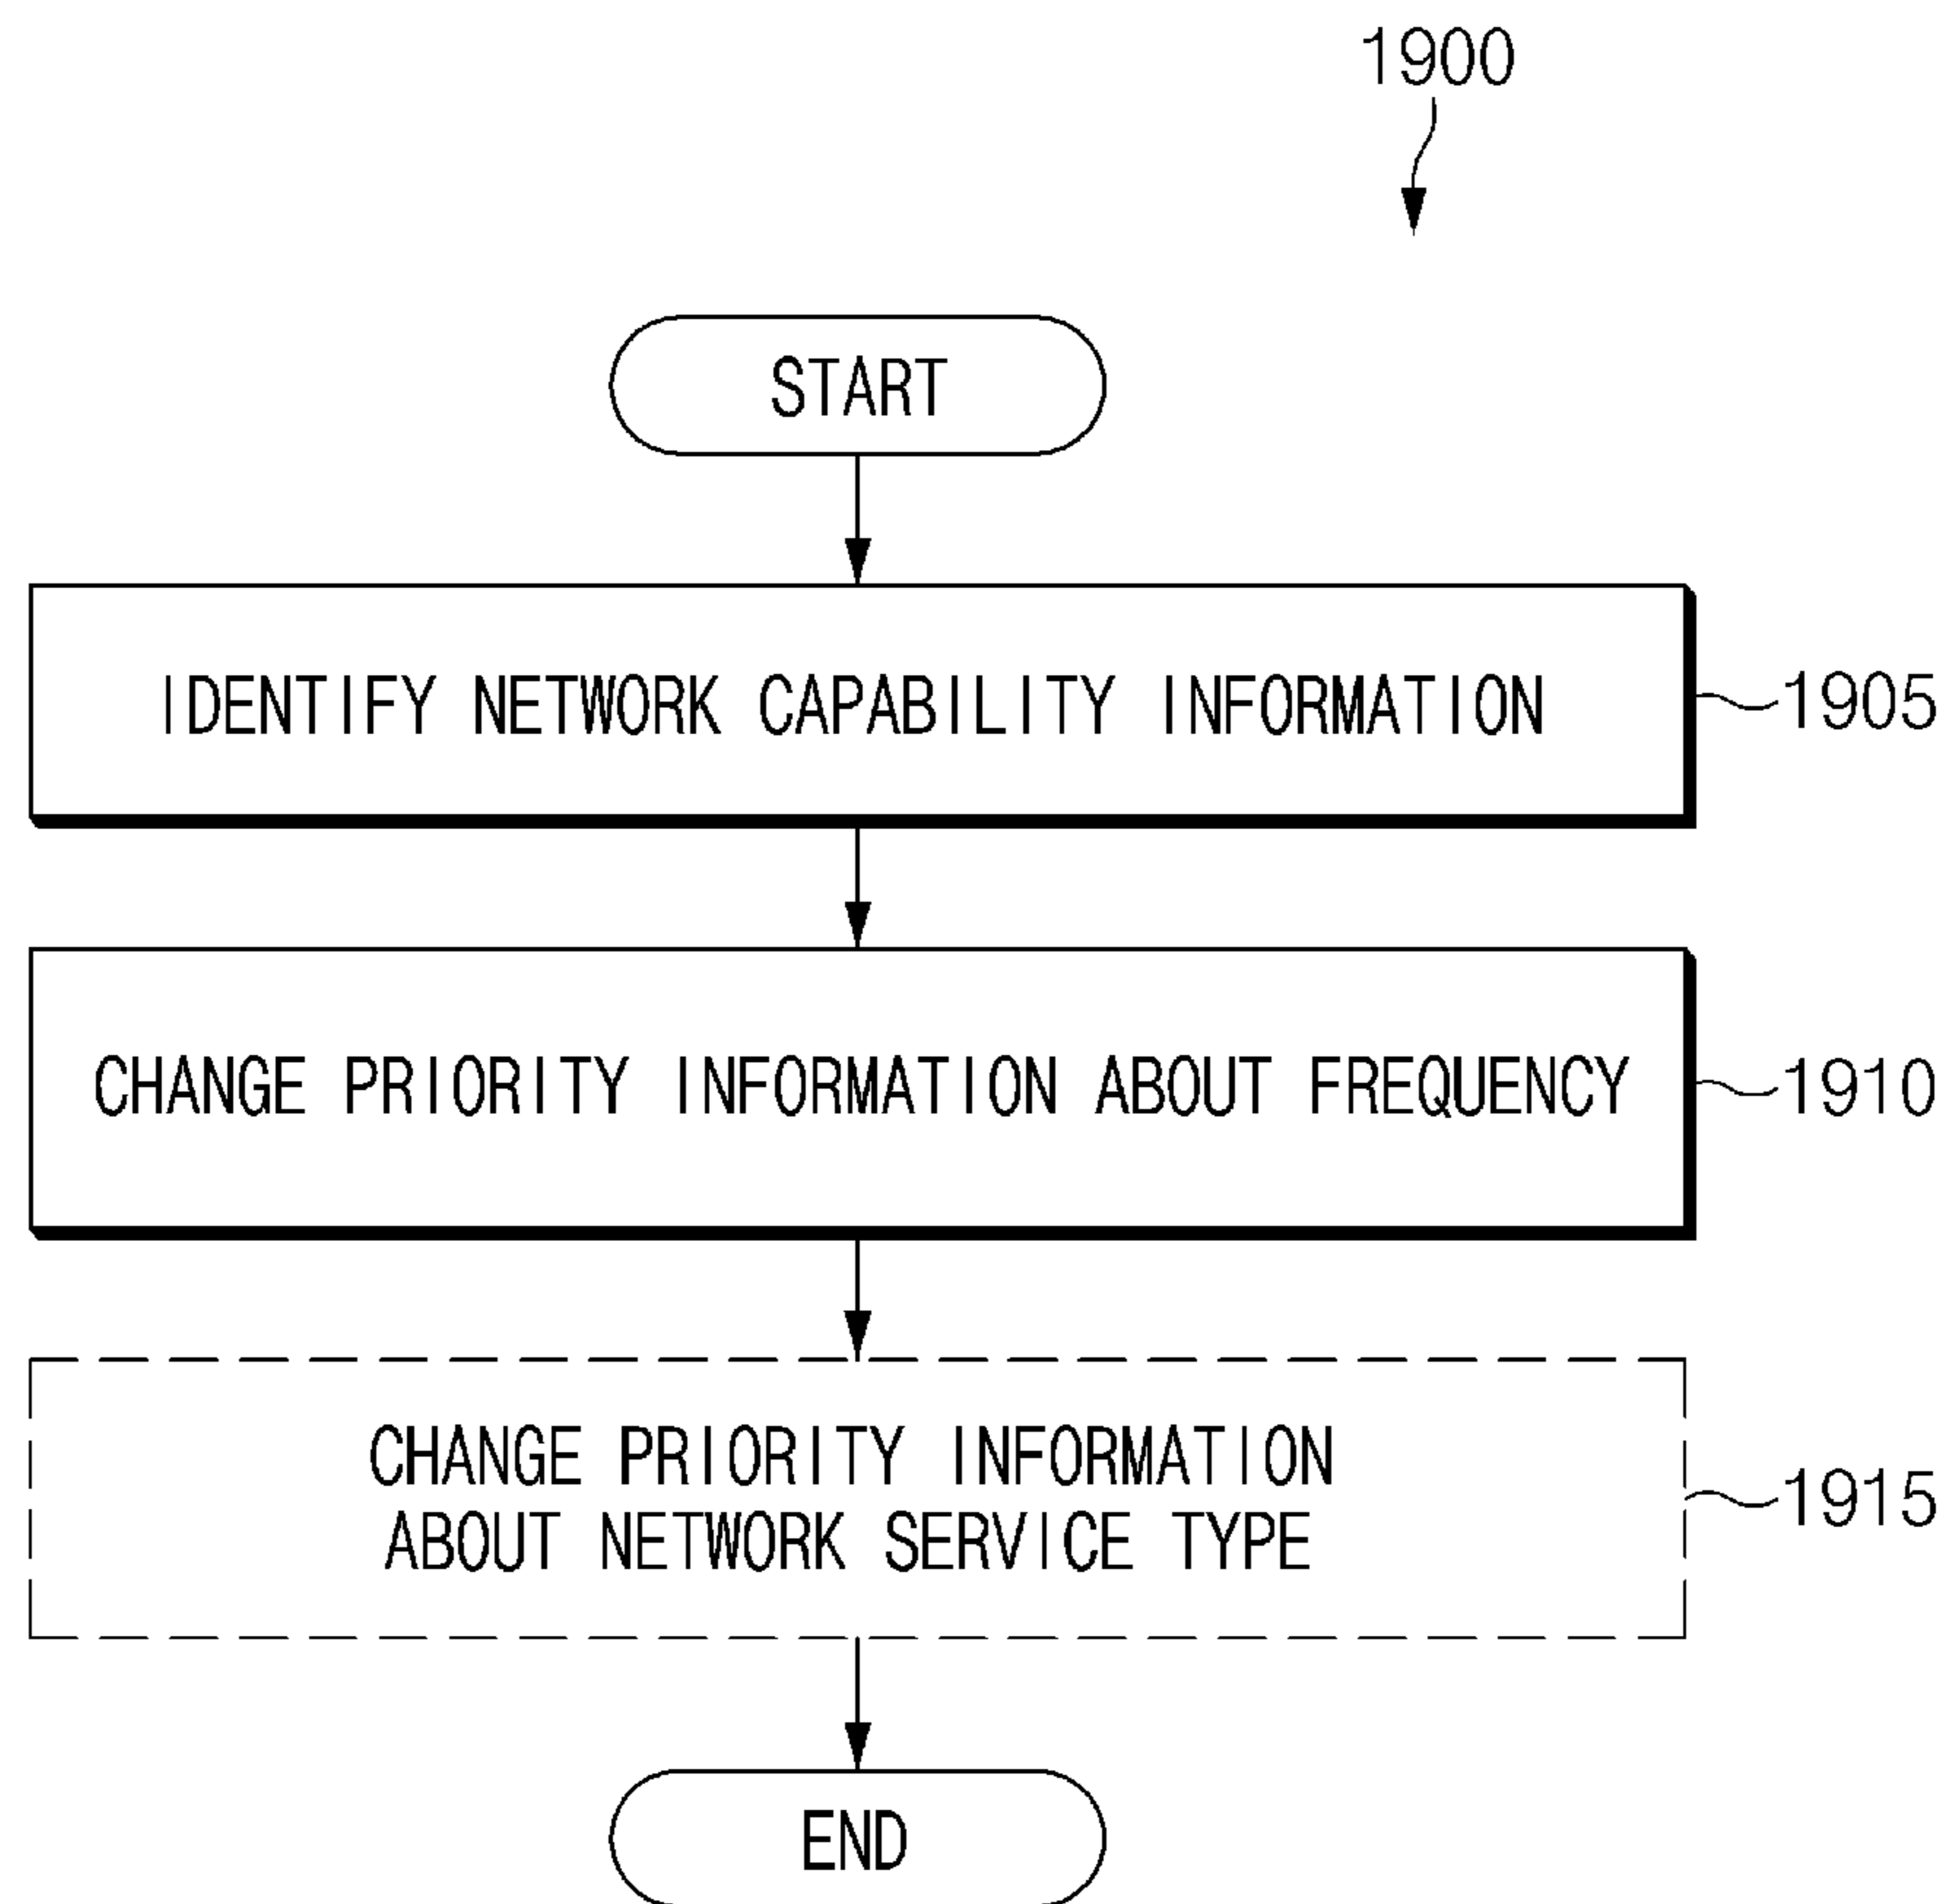 1900
START
IDENTIFY NETWORK CAPABILITY INFORMATION
1905
CHANGE PRIORITY INFORMATION ABOUT FREQUENCY
1910
CHANGE PRIORITY INFORMATION
ABOUT NETWORK SERVICE TYPE
1915
END